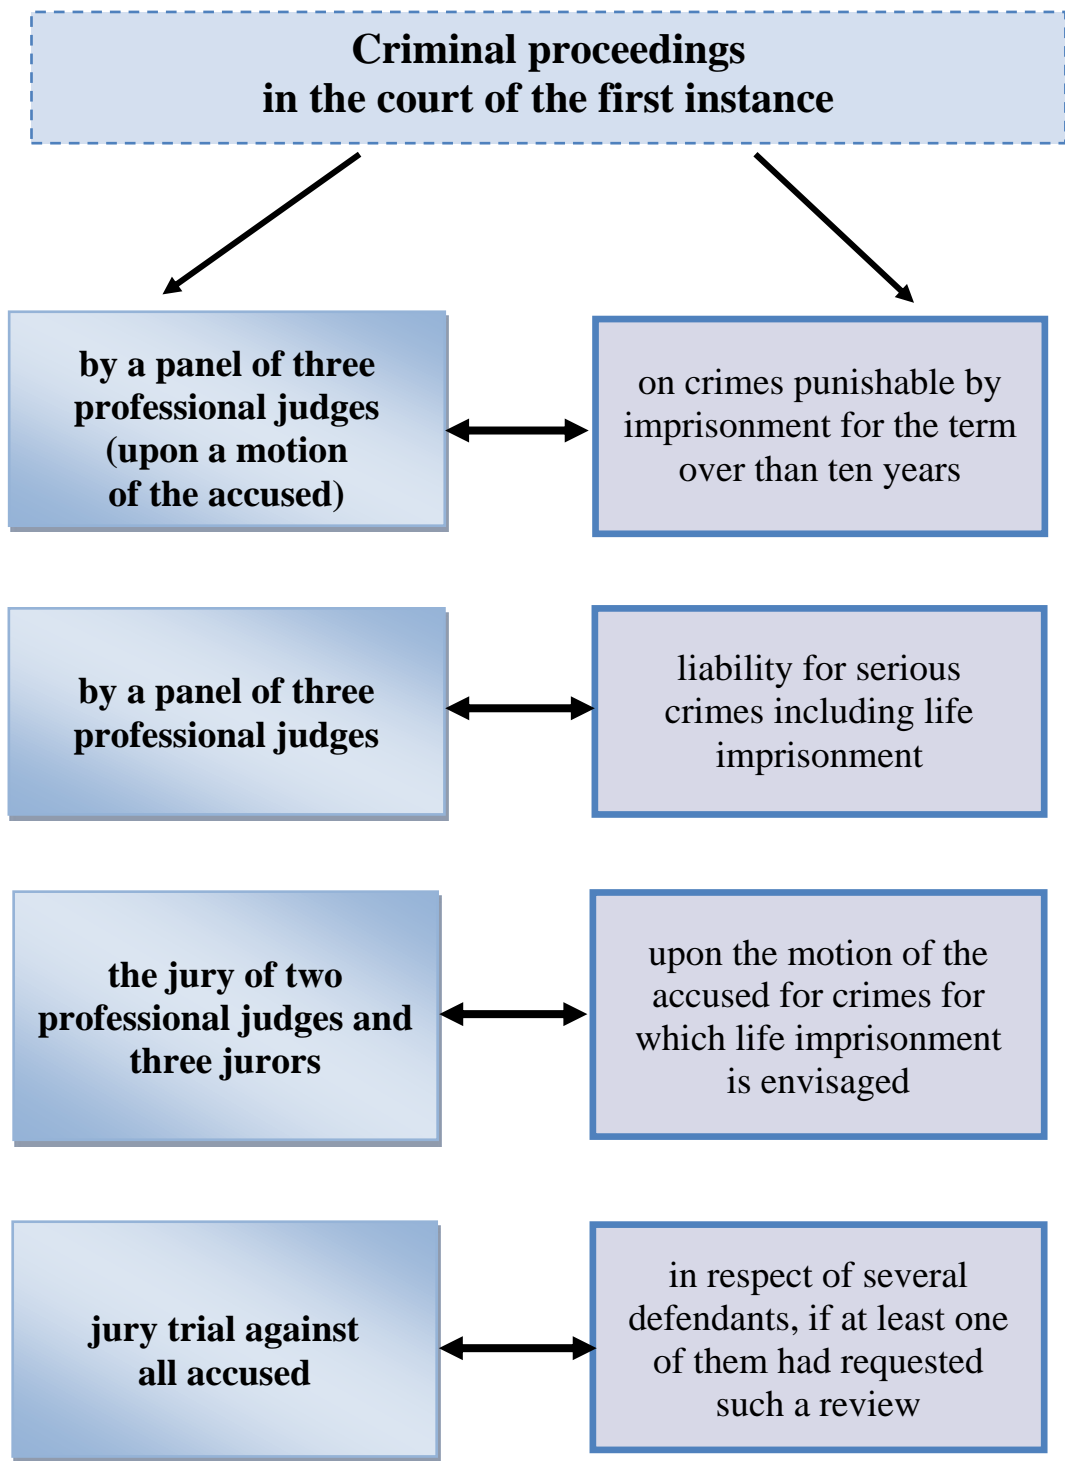 Criminal proceedings
in the court of the first instance
by a panel of three
professional judges
(upon a motion
of the accused)
on crimes punishable by
imprisonment for the term
over than ten years
by a panel of three
professional judges
liability for serious
crimes including life
imprisonment
the jury of two
professional judges and
three jurors
upon the motion of the
accused for crimes for
which life imprisonment
is envisaged
jury trial against
all accused
in respect of several
defendants, if at least one
of them had requested
such a review